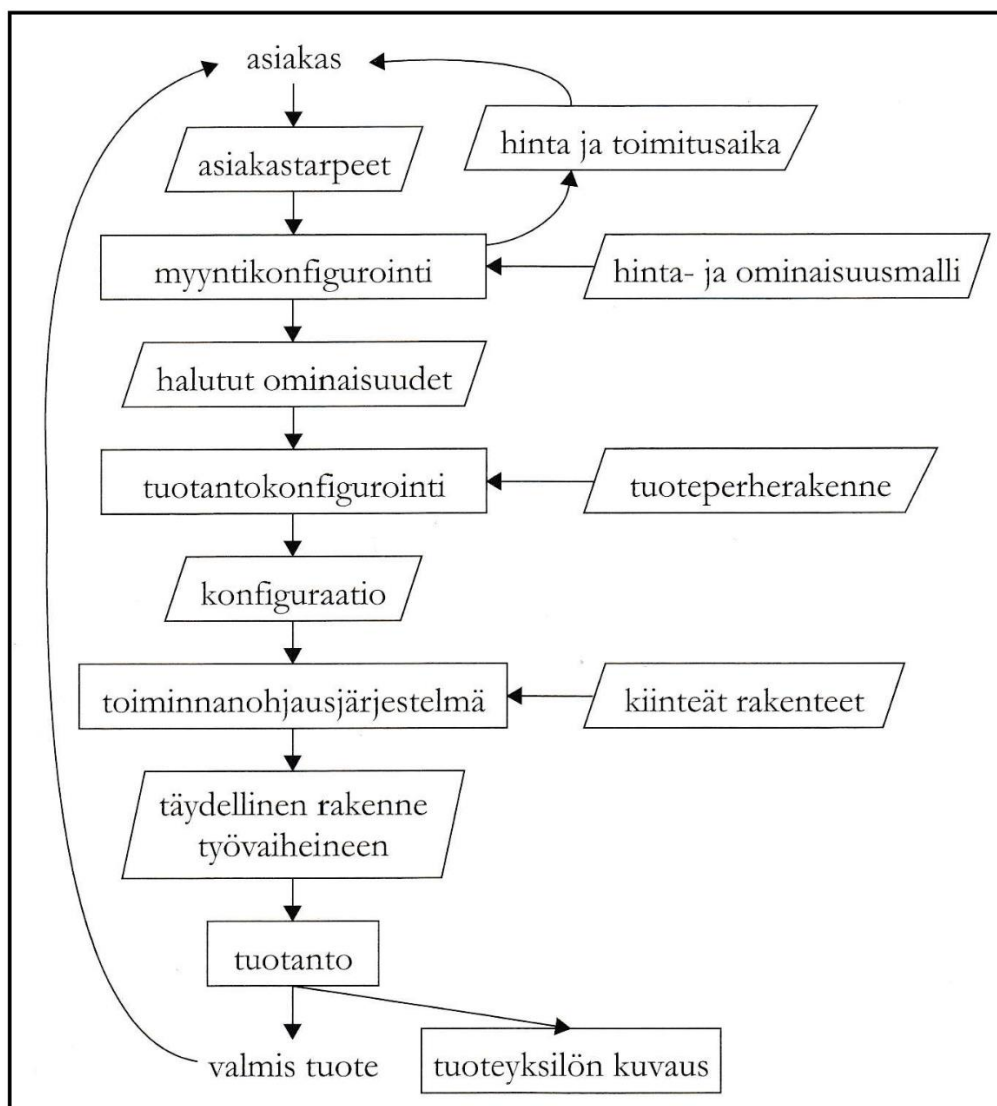 asiakas
hinta ja toimitusaika
asiakastarpeet
myyntikonfigurointi
hinta- ja ominaisuusmalli
halutut ominaisuudet
tuotantokonfigurointi
tuoteperherakenne
konfiguraatio
toiminnanohjausjärjestelmä
kiinteät rakenteet
täydellinen rakenne
työvaiheineen
tuotanto
valmis tuote
tuoteyksilön kuvaus